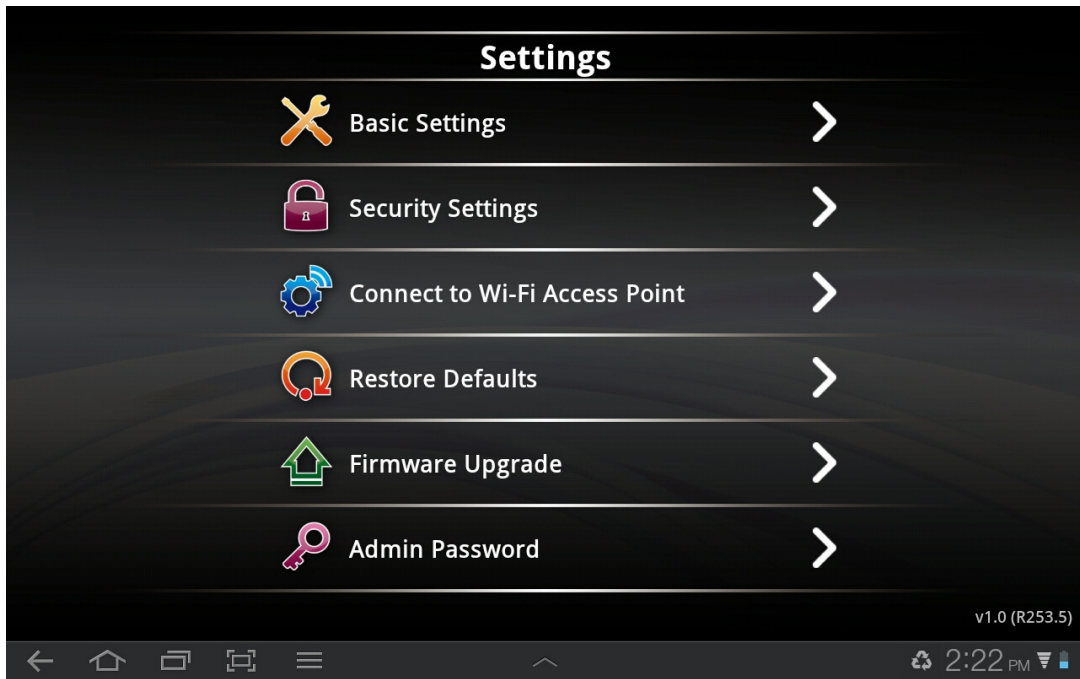 Settings
Basic Settings
Security Settings
Connect to Wi-Fi Access Point
Restore Defaults
Firmware Upgrade
Admin Password
v1.0 (R253.5)
2:22 PM